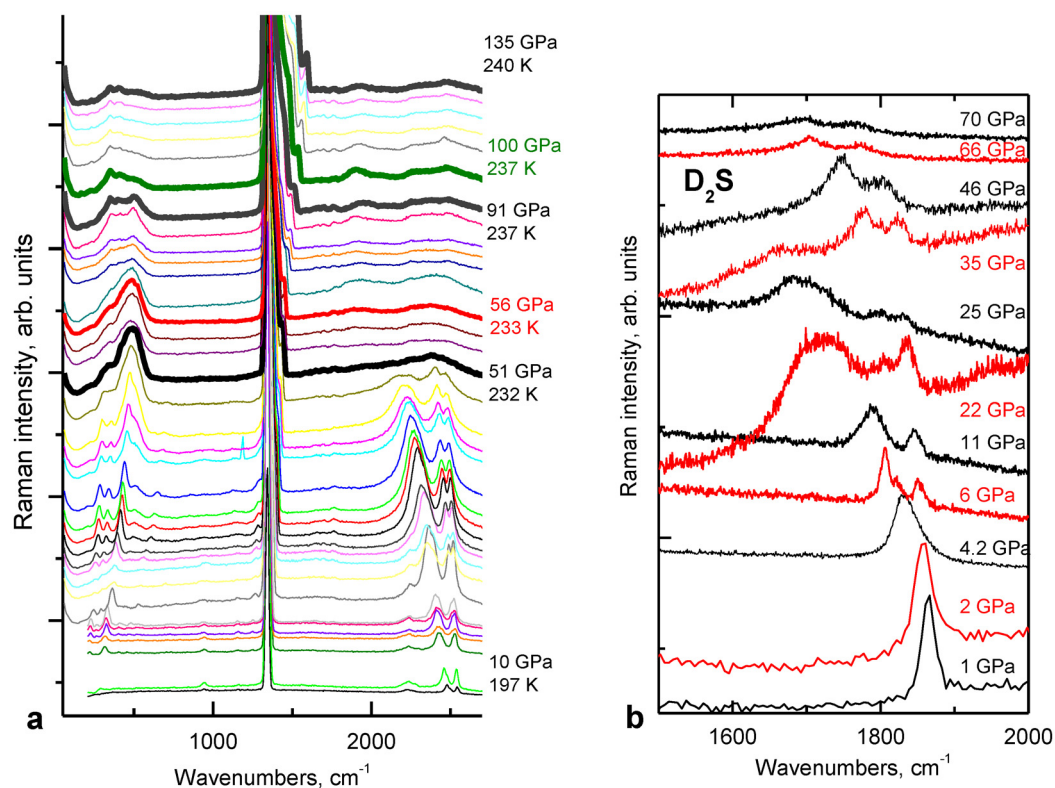 135 GPa
240 K
100 GPa
237 K
91 GPa
237 K
56 GPa
233 K
51 GPa
232 K
10 GPa
197 K
Raman intensity, arb. units
1000
2000
a
Wavenumbers, cm⁻¹
70 GPa
66 GPa
D₂S
46 GPa
35 GPa
25 GPa
22 GPa
11 GPa
6 GPa
4.2 GPa
2 GPa
1 GPa
Raman intensity, arb. units
1600
1800
2000
b
Wavenumbers, cm⁻¹